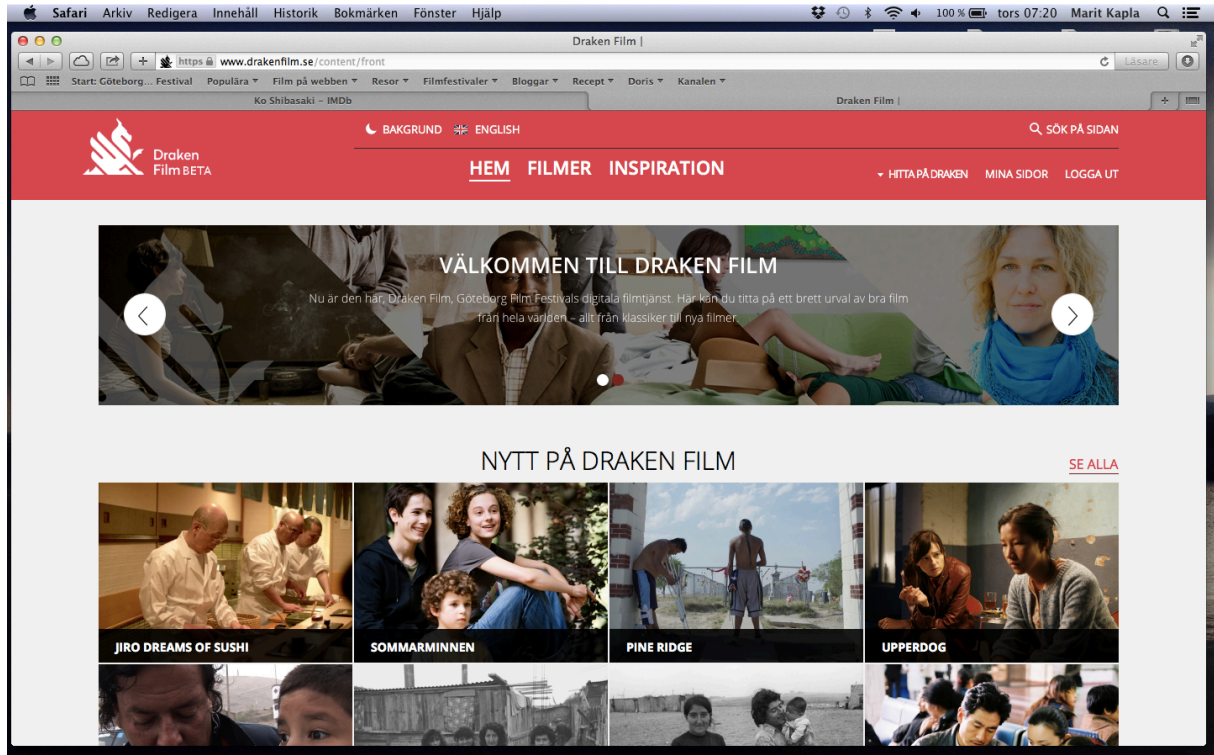 Safari Arkiv Redigera Innehåll Historik Bokmärken Fönster Hjälp 100 % tors 07:20 Marit Kapla
Draken Film |
https www.drakenfilm.se/content/front Läsare
Start: Göteborg... Festival Populära Film på webben Resor Filmfestivaler Bloggar Recept Doris Kanalen
Ko Shibasaki – IMDb Draken Film |
BAKGRUND ENGLISH SÖK PÅ SIDAN
Draken
Film BETA
HEM FILMER INSPIRATION HITTA PÅ DRAKEN MINA SIDOR LOGGA UT
VÄLKOMMEN TILL DRAKEN FILM
Nu är den här, Draken Film, Göteborg Film Festivals digitala filmtjänst. Här kan du titta på ett brett urval av bra film
från hela världen – allt från klassiker till nya filmer.
NYTT PÅ DRAKEN FILM SE ALLA
JIRO DREAMS OF SUSHI SOMMARMINNEN PINE RIDGE UPPERDOG